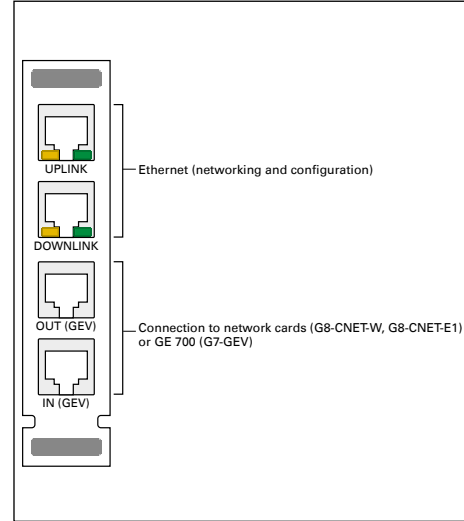 UPLINK
Ethernet (networking and configuration)
DOWNLINK
OUT (GEV)
Connection to network cards (G8-CNET-W, G8-CNET-E1)
or GE 700 (G7-GEV)
IN (GEV)